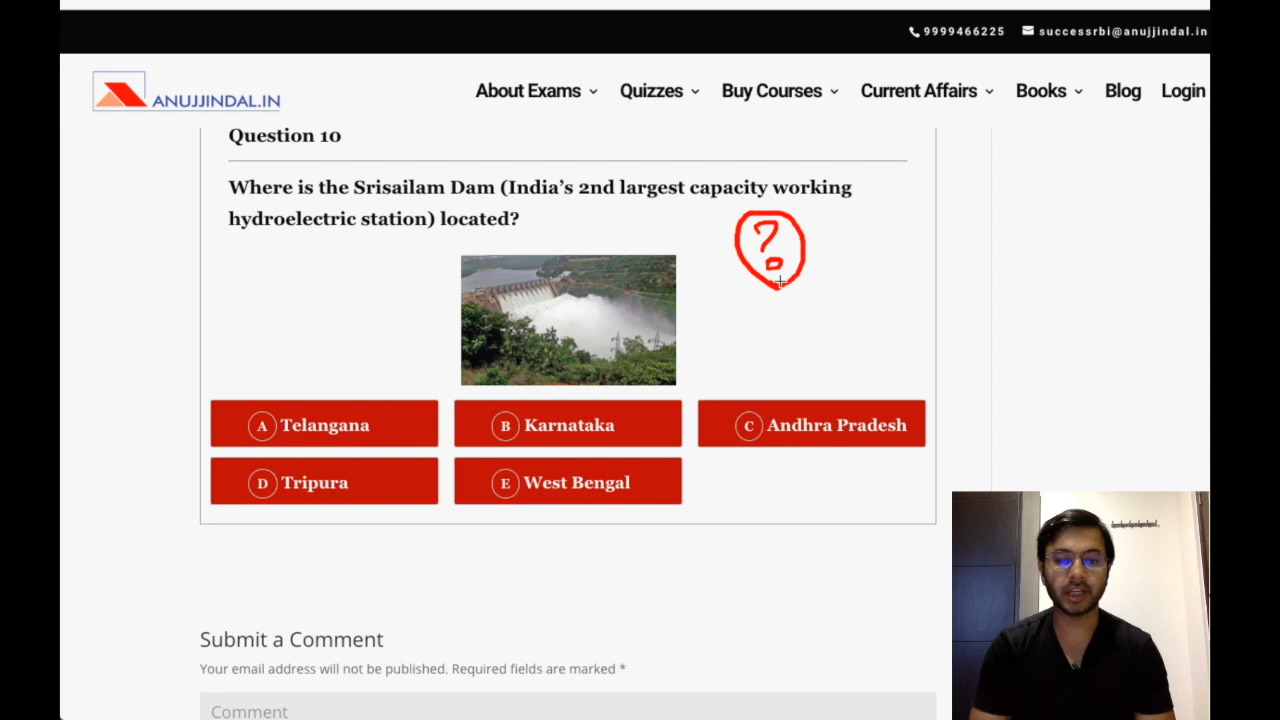 9999466225 successrbi@anujjindal.in
ANUJJINDAL.IN About Exams Quizzes Buy Courses Current Affairs Books Blog Login
Question 10
Where is the Srisailam Dam (India’s 2nd largest capacity working
hydroelectric station) located?
?
A Telangana
B Karnataka
C Andhra Pradesh
D Tripura
E West Bengal
Submit a Comment
Your email address will not be published. Required fields are marked *
Comment